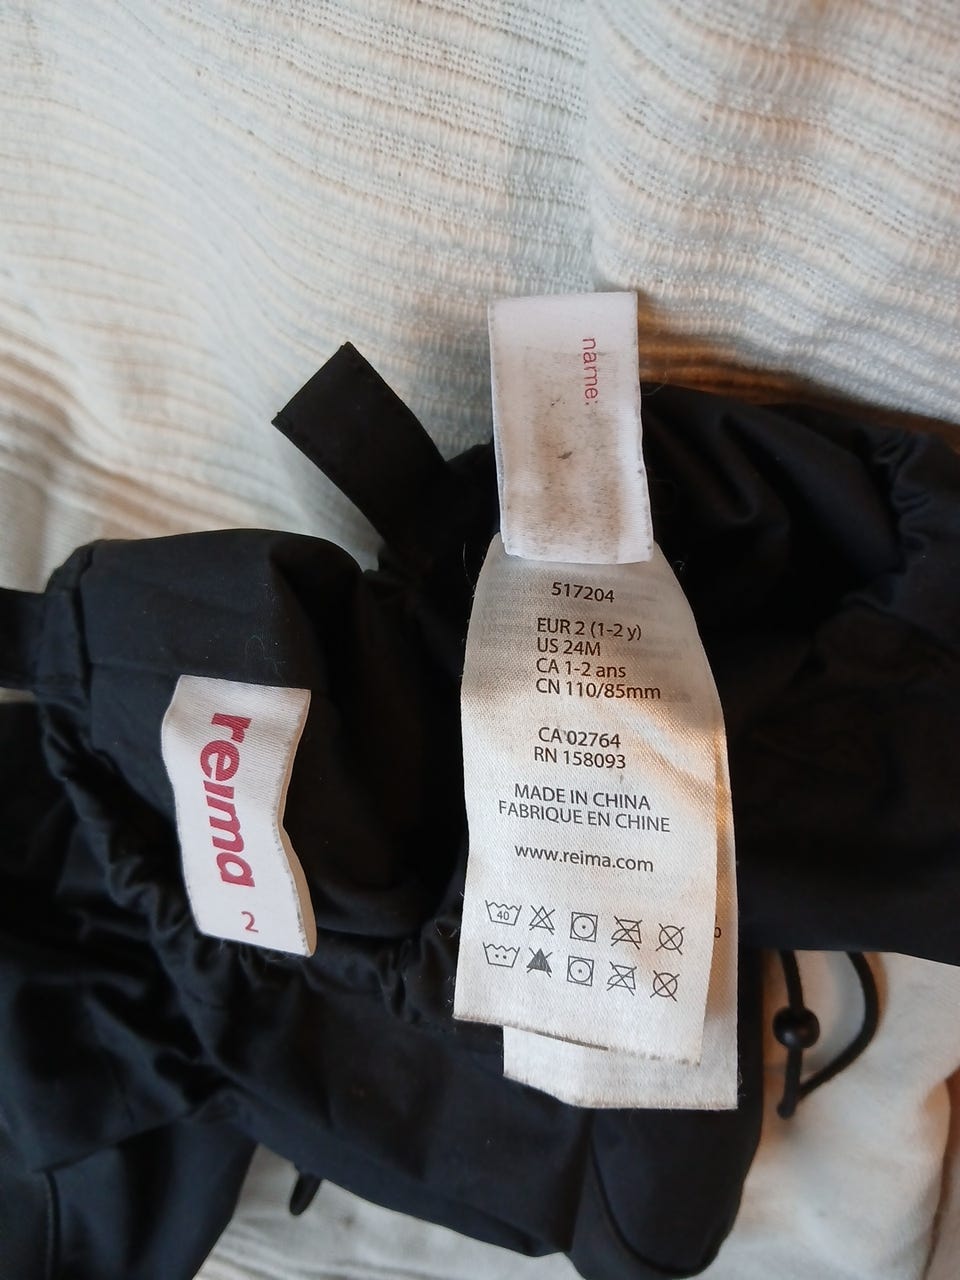 name:
517204
EUR 2 (1-2 y)
US 24M
CA 1-2 ans
CN 110/85mm
CA 02764
RN 158093
MADE IN CHINA
FABRIQUE EN CHINE
www.reima.com
40
reima
2